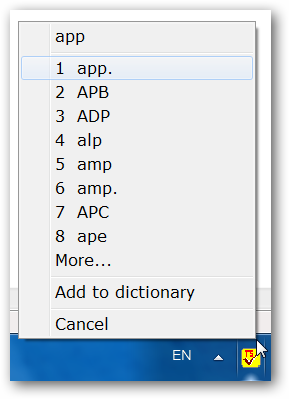 app
1 app.
2 APB
3 ADP
4 alp
5 amp
6 amp.
7 APC
8 ape
More...
Add to dictionary
Cancel
EN
TS